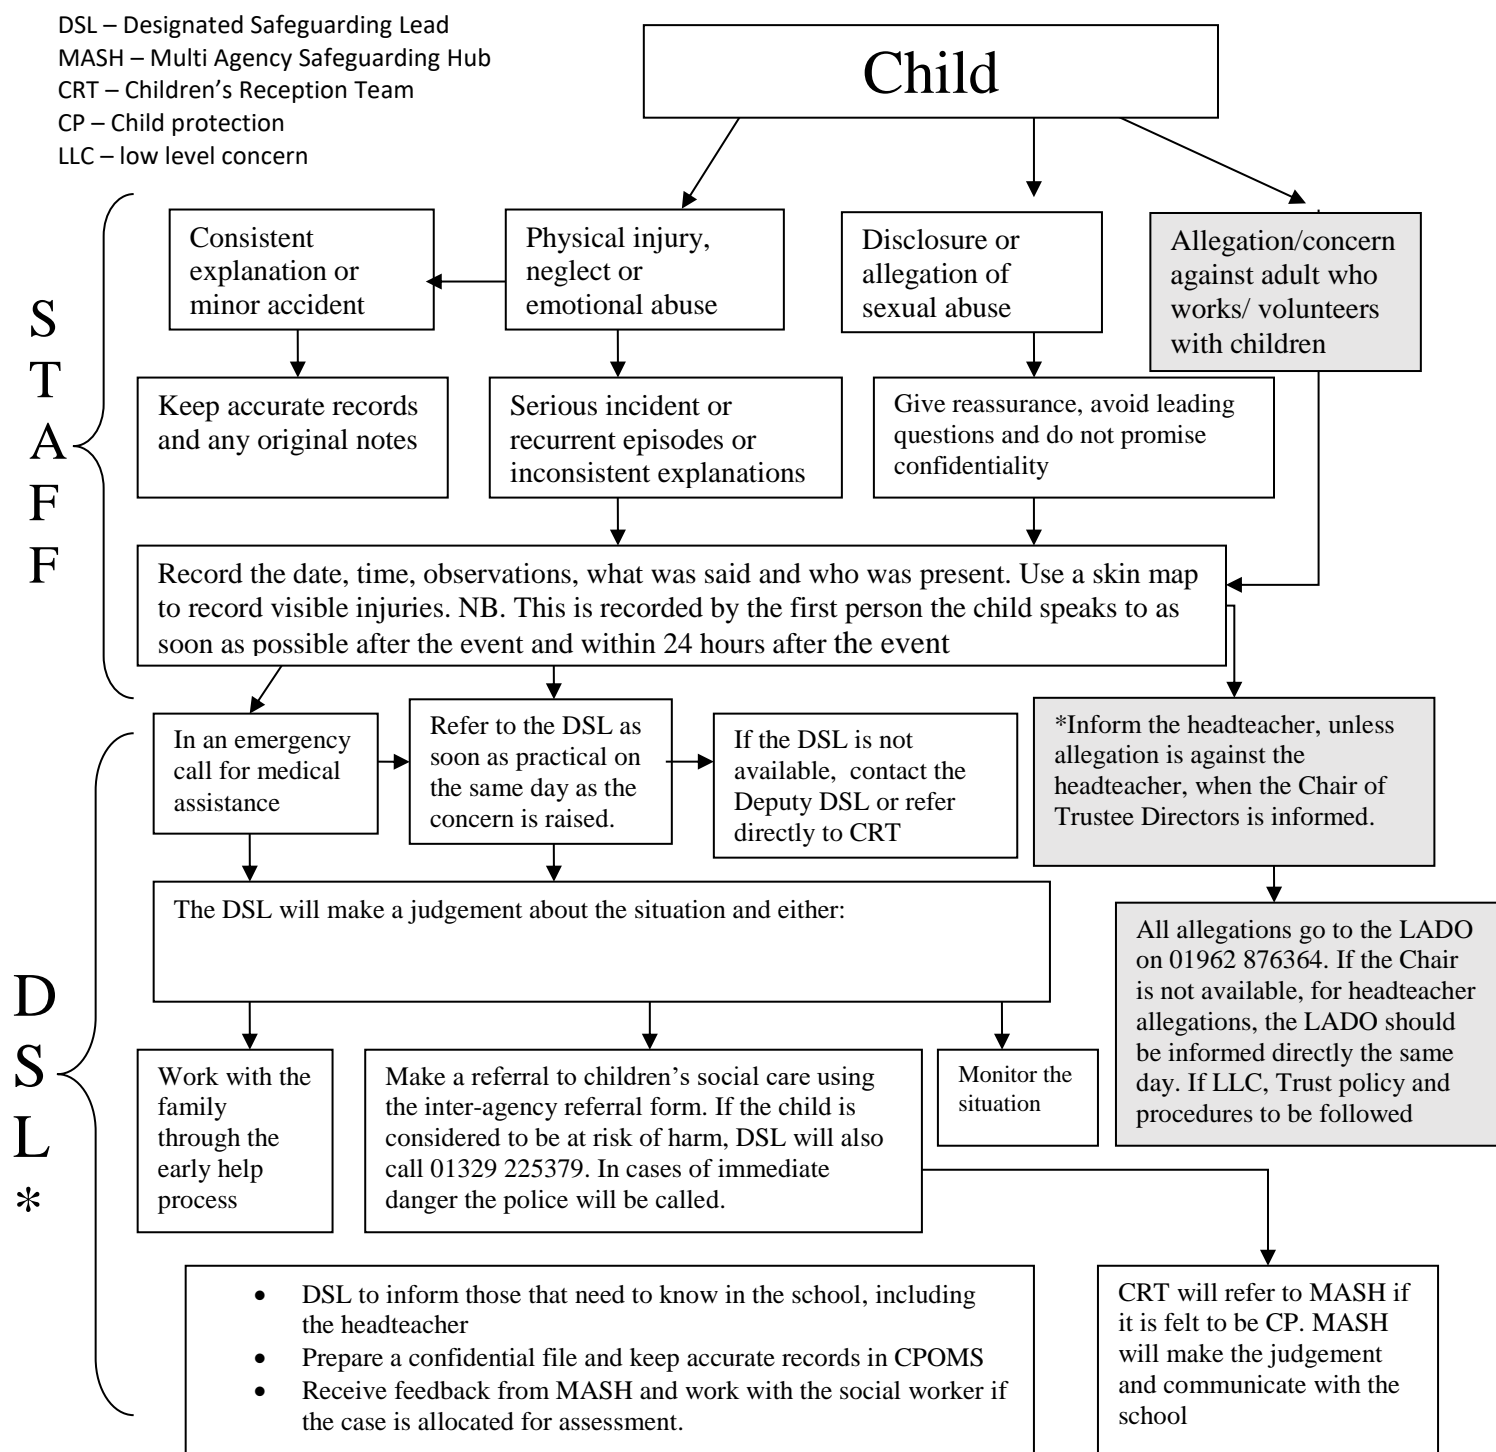 DSL – Designated Safeguarding Lead
MASH – Multi Agency Safeguarding Hub
CRT – Children's Reception Team
CP – Child protection
LLC – low level concern
Child
S
T
A
F
F
Consistent
explanation or
minor accident
Physical injury,
neglect or
emotional abuse
Disclosure or
allegation of
sexual abuse
Allegation/concern
against adult who
works/ volunteers
with children
Keep accurate records
and any original notes
Serious incident or
recurrent episodes or
inconsistent explanations
Give reassurance, avoid leading
questions and do not promise
confidentiality
Record the date, time, observations, what was said and who was present. Use a skin map
to record visible injuries. NB. This is recorded by the first person the child speaks to as
soon as possible after the event and within 24 hours after the event
D
S
L
*
In an emergency
call for medical
assistance
Refer to the DSL as
soon as practical on
the same day as the
concern is raised.
If the DSL is not
available,  contact the
Deputy DSL or refer
directly to CRT
*Inform the headteacher, unless
allegation is against the
headteacher, when the Chair of
Trustee Directors is informed.
The DSL will make a judgement about the situation and either:
All allegations go to the LADO
on 01962 876364. If the Chair
is not available, for headteacher
allegations, the LADO should
be informed directly the same
day. If LLC, Trust policy and
procedures to be followed
Work with the
family
through the
early help
process
Make a referral to children's social care using
the inter-agency referral form. If the child is
considered to be at risk of harm, DSL will also
call 01329 225379. In cases of immediate
danger the police will be called.
Monitor the
situation
• DSL to inform those that need to know in the school, including
the headteacher
• Prepare a confidential file and keep accurate records in CPOMS
• Receive feedback from MASH and work with the social worker if
the case is allocated for assessment.
CRT will refer to MASH if
it is felt to be CP. MASH
will make the judgement
and communicate with the
school